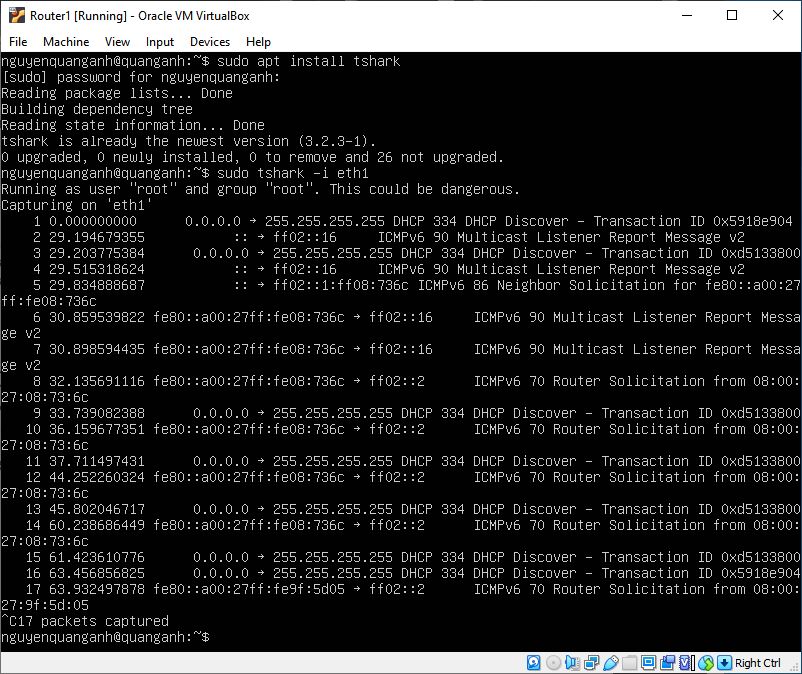 Router1 [Running] - Oracle VM VirtualBox
File Machine View Input Devices Help
nguyenquanganh@quanganh:~$ sudo apt install tshark
[sudo] password for nguyenquanganh:
Reading package lists... Done
Building dependency tree
Reading state information... Done
tshark is already the newest version (3.2.3-1).
0 upgraded, 0 newly installed, 0 to remove and 26 not upgraded.
nguyenquanganh@quanganh:~$ sudo tshark -i eth1
Running as user "root" and group "root". This could be dangerous.
Capturing on 'eth1'
1 0.000000000 0.0.0.0 → 255.255.255.255 DHCP 334 DHCP Discover - Transaction ID 0x5918e904
2 29.194679355 :: → ff02::16 ICMPv6 90 Multicast Listener Report Message v2
3 29.203775384 0.0.0.0 → 255.255.255.255 DHCP 334 DHCP Discover - Transaction ID 0xd5133800
4 29.515318624 :: → ff02::16 ICMPv6 90 Multicast Listener Report Message v2
5 29.834888687 :: → ff02::1:ff08:736c ICMPv6 86 Neighbor Solicitation for fe80::a00:27
ff:fe08:736c
6 30.859539822 fe80::a00:27ff:fe08:736c → ff02::16 ICMPv6 90 Multicast Listener Report Messa
ge v2
7 30.898594435 fe80::a00:27ff:fe08:736c → ff02::16 ICMPv6 90 Multicast Listener Report Messa
ge v2
8 32.135691116 fe80::a00:27ff:fe08:736c → ff02::2 ICMPv6 70 Router Solicitation from 08:00:
27:08:73:6c
9 33.739082388 0.0.0.0 → 255.255.255.255 DHCP 334 DHCP Discover - Transaction ID 0xd5133800
10 36.159677351 fe80::a00:27ff:fe08:736c → ff02::2 ICMPv6 70 Router Solicitation from 08:00:
27:08:73:6c
11 37.711497431 0.0.0.0 → 255.255.255.255 DHCP 334 DHCP Discover - Transaction ID 0xd5133800
12 44.252260324 fe80::a00:27ff:fe08:736c → ff02::2 ICMPv6 70 Router Solicitation from 08:00:
27:08:73:6c
13 45.802046717 0.0.0.0 → 255.255.255.255 DHCP 334 DHCP Discover - Transaction ID 0xd5133800
14 60.238686449 fe80::a00:27ff:fe08:736c → ff02::2 ICMPv6 70 Router Solicitation from 08:00:
27:08:73:6c
15 61.423610776 0.0.0.0 → 255.255.255.255 DHCP 334 DHCP Discover - Transaction ID 0xd5133800
16 63.456856825 0.0.0.0 → 255.255.255.255 DHCP 334 DHCP Discover - Transaction ID 0x5918e904
17 63.932497878 fe80::a00:27ff:fe9f:5d05 → ff02::2 ICMPv6 70 Router Solicitation from 08:00:
27:9f:5d:05
^C17 packets captured
nguyenquanganh@quanganh:~$
Right Ctrl